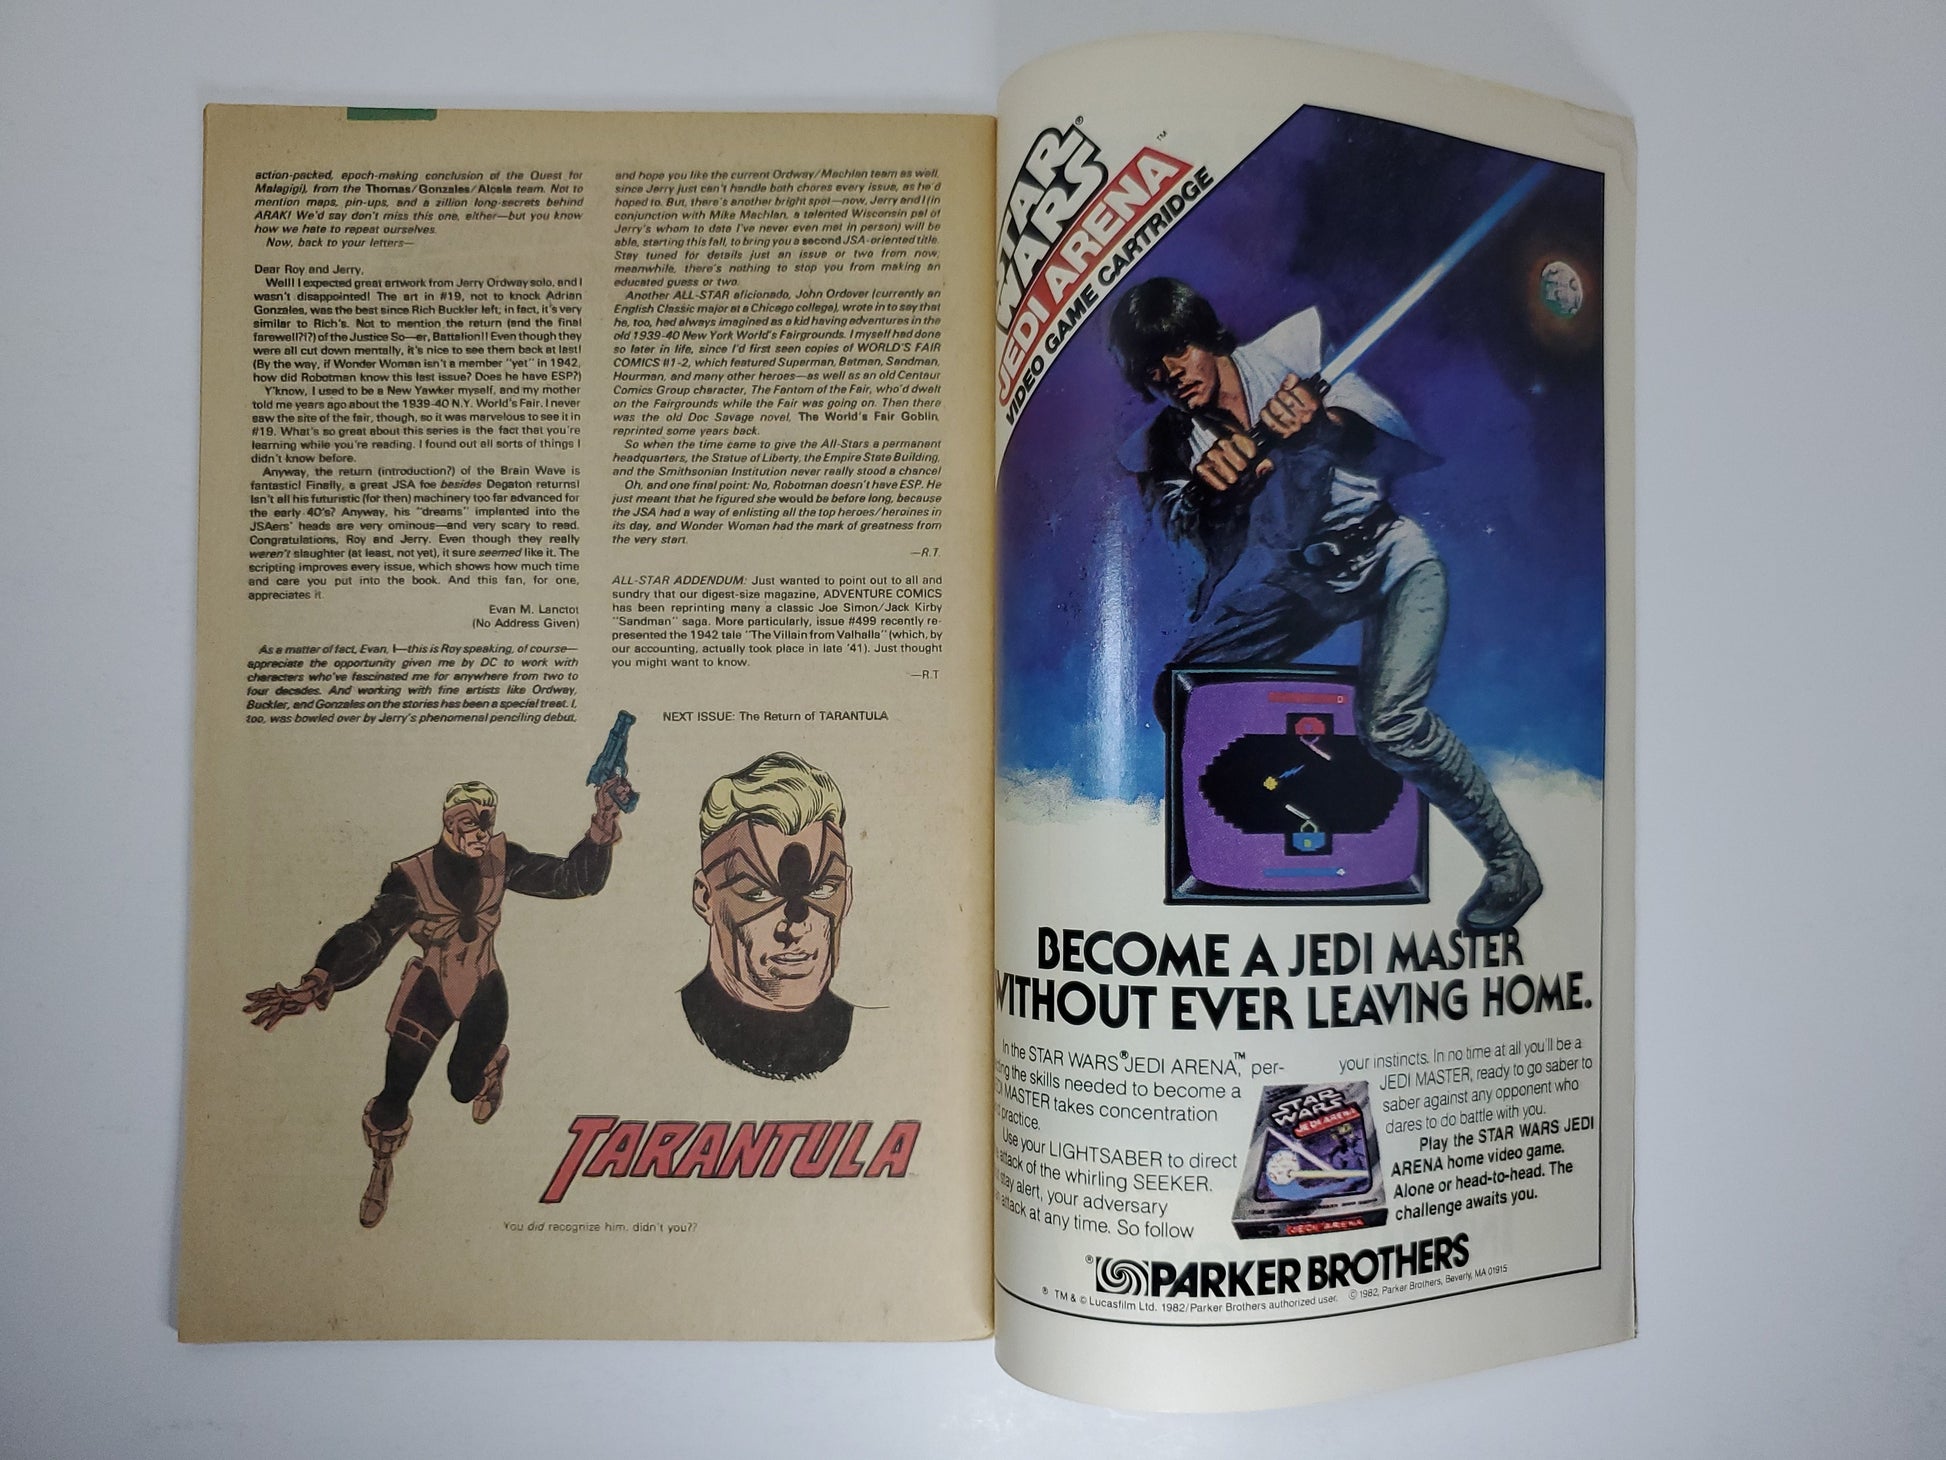 action-packed, epoch-making conclusion of the Quest for
Malagigi, from the Thomas/Gonzales/Alcala team. Not to
mention maps, pin-ups, and a zillion long-secrets behind
ARAK! We'd say don't miss this one, either—but you know
how we hate to repeat ourselves.
Now, back to your letters—
Dear Roy and Jerry,
Well! I expected great artwork from Jerry Ordway solo, and I
wasn't disappointed! The art in #19, not to knock Adrian
Gonzales, was the best since Rich Buckler left; in fact, it's very
similar to Rich's. Not to mention the return (and the final
farewell?!?) of the Justice So—er, Battalion!! Even though they
were all cut down mentally, it's nice to see them back at last!
(By the way, if Wonder Woman isn't a member "yet" in 1942,
how did Robotman know this last issue? Does he have ESP?)
Y'know, I used to be a New Yawker myself, and my mother
told me years ago about the 1939-40 N.Y. World's Fair. I never
saw the site of the fair, though, so it was marvelous to see it in
#19. What's so great about this series is the fact that you're
learning while you're reading. I found out all sorts of things I
didn't know before.
Anyway, the return (introduction?) of the Brain Wave is
fantastic! Finally, a great JSA foe besides Degaton returns!
Isn't all his futuristic (for then) machinery too far advanced for
the early 40's? Anyway, his "dreams" implanted into the
JSAers' heads are very ominous—and very scary to read.
Congratulations, Roy and Jerry. Even though they really
weren't slaughter (at least, not yet), it sure seemed like it. The
scripting improves every issue, which shows how much time
and care you put into the book. And this fan, for one,
appreciates it.
Evan M. Lanctot
(No Address Given)
As a matter of fact, Evan, I—this is Roy speaking, of course—
appreciate the opportunity given me by DC to work with
characters who've fascinated me for anywhere from two to
four decades. And working with fine artists like Ordway,
Buckler, and Gonzales on the stories has been a special treat. I,
too, was bowled over by Jerry's phenomenal penciling debut,
and hope you like the current Ordway/Machlan team as well,
since Jerry just can't handle both chores every issue, as he'd
hoped to. But, there's another bright spot—now, Jerry and I (in
conjunction with Mike Machlan, a talented Wisconsin pal of
Jerry's whom to date I've never even met in person) will be
able, starting this fall, to bring you a second JSA-oriented title.
Stay tuned for details just an issue or two from now;
meanwhile, there's nothing to stop you from making an
educated guess or two.
Another ALL-STAR aficionado, John Ordover (currently an
English Classic major at a Chicago college), wrote in to say that
he, too, had always imagined as a kid having adventures in the
old 1939-40 New York World's Fairgrounds. I myself had done
so later in life, since I'd first seen copies of WORLD'S FAIR
COMICS #1-2, which featured Superman, Batman, Sandman,
Hourman, and many other heroes—as well as an old Centaur
Comics Group character, The Fantom of the Fair, who'd dwelt
on the Fairgrounds while the Fair was going on. Then there
was the old Doc Savage novel, The World's Fair Goblin,
reprinted some years back.
So when the time came to give the All-Stars a permanent
headquarters, the Statue of Liberty, the Empire State Building,
and the Smithsonian Institution never really stood a chance!
Oh, and one final point: No, Robotman doesn't have ESP. He
just meant that he figured she would be before long, because
the JSA had a way of enlisting all the top heroes/heroines in
its day, and Wonder Woman had the mark of greatness from
the very start.
—R.T.
ALL-STAR ADDENDUM: Just wanted to point out to all and
sundry that our digest-size magazine, ADVENTURE COMICS
has been reprinting many a classic Joe Simon/Jack Kirby
"Sandman" saga. More particularly, issue #499 recently re-
presented the 1942 tale "The Villain from Valhalla" (which, by
our accounting, actually took place in late '41). Just thought
you might want to know.
—R.T
NEXT ISSUE: The Return of TARANTULA
TARANTULA
You did recognize him, didn't you??
STAR ®
WARS
JEDI ARENA ™
VIDEO GAME CARTRIDGE
BECOME A JEDI MASTER
WITHOUT EVER LEAVING HOME.
In the STAR WARS® JEDI ARENA,™ per-
the skills needed to become a
MASTER takes concentration
practice.
Use your LIGHTSABER to direct
attack of the whirling SEEKER.
stay alert, your adversary
attack at any time. So follow
your instincts. In no time at all you'll be a
JEDI MASTER, ready to go saber to
saber against any opponent who
dares to do battle with you.
Play the STAR WARS JEDI
ARENA home video game.
Alone or head-to-head. The
challenge awaits you.
STAR
WARS
JEDI ARENA
JEDI ARENA
® PARKER BROTHERS
® TM & © Lucasfilm Ltd. 1982/Parker Brothers authorized user. © 1982, Parker Brothers, Beverly, MA 01915